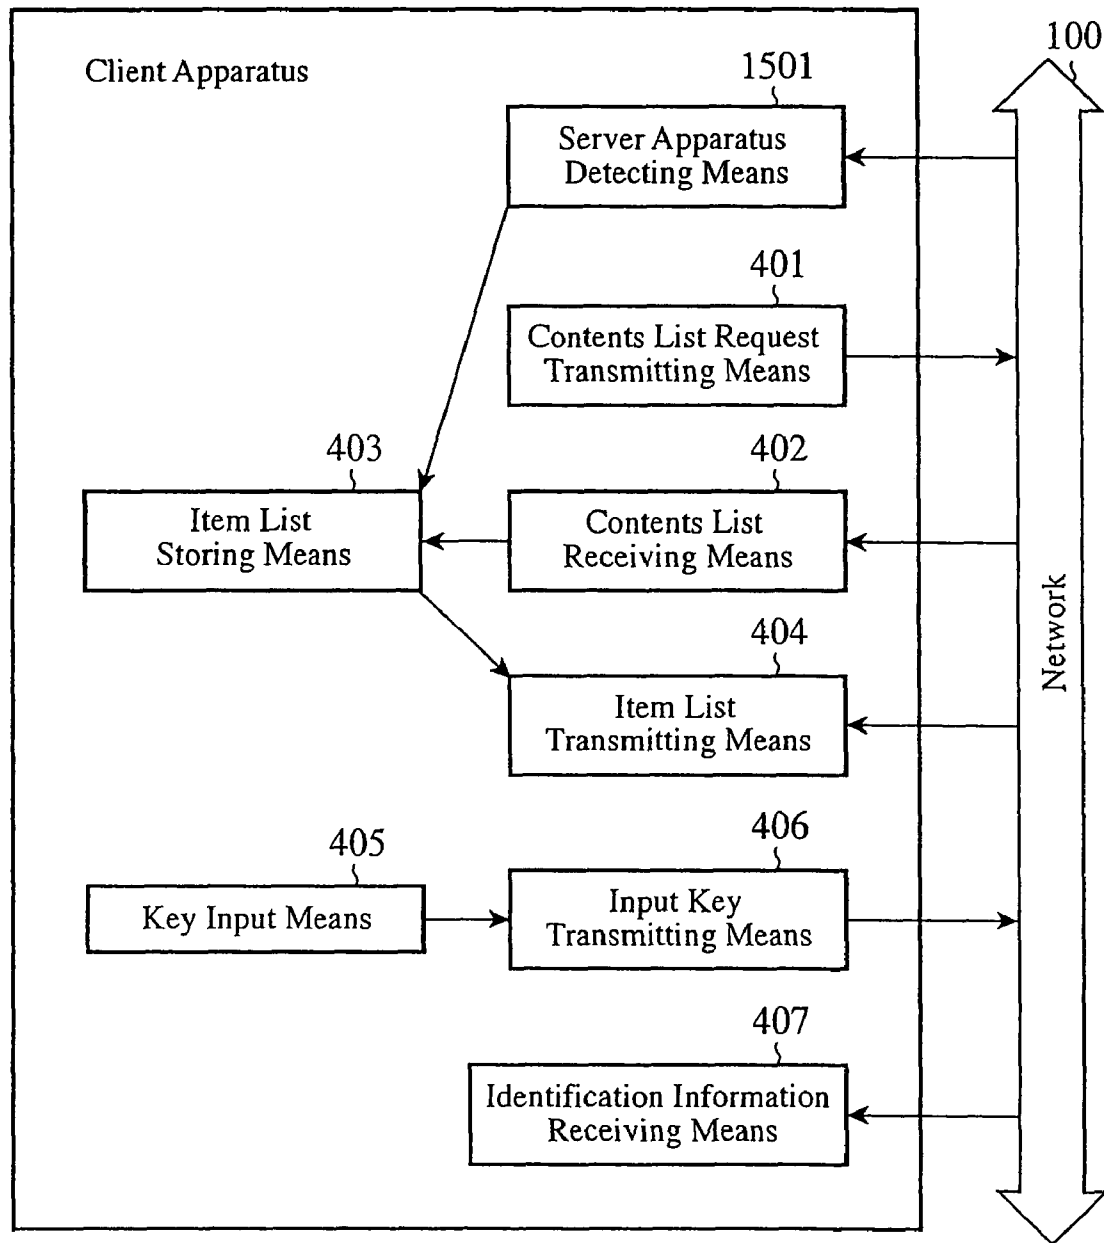 100
Client Apparatus
1501
Server Apparatus
Detecting Means
401
Contents List Request
Transmitting Means
403
402
Item List
Storing Means
Contents List
Receiving Means
404
Item List
Transmitting Means
Network
405
406
Key Input Means
Input Key
Transmitting Means
407
Identification Information
Receiving Means